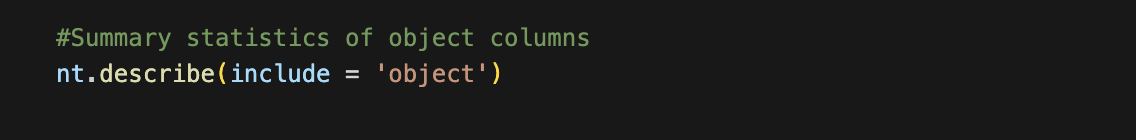 #Summary statistics of object columns
nt.describe(include = 'object')